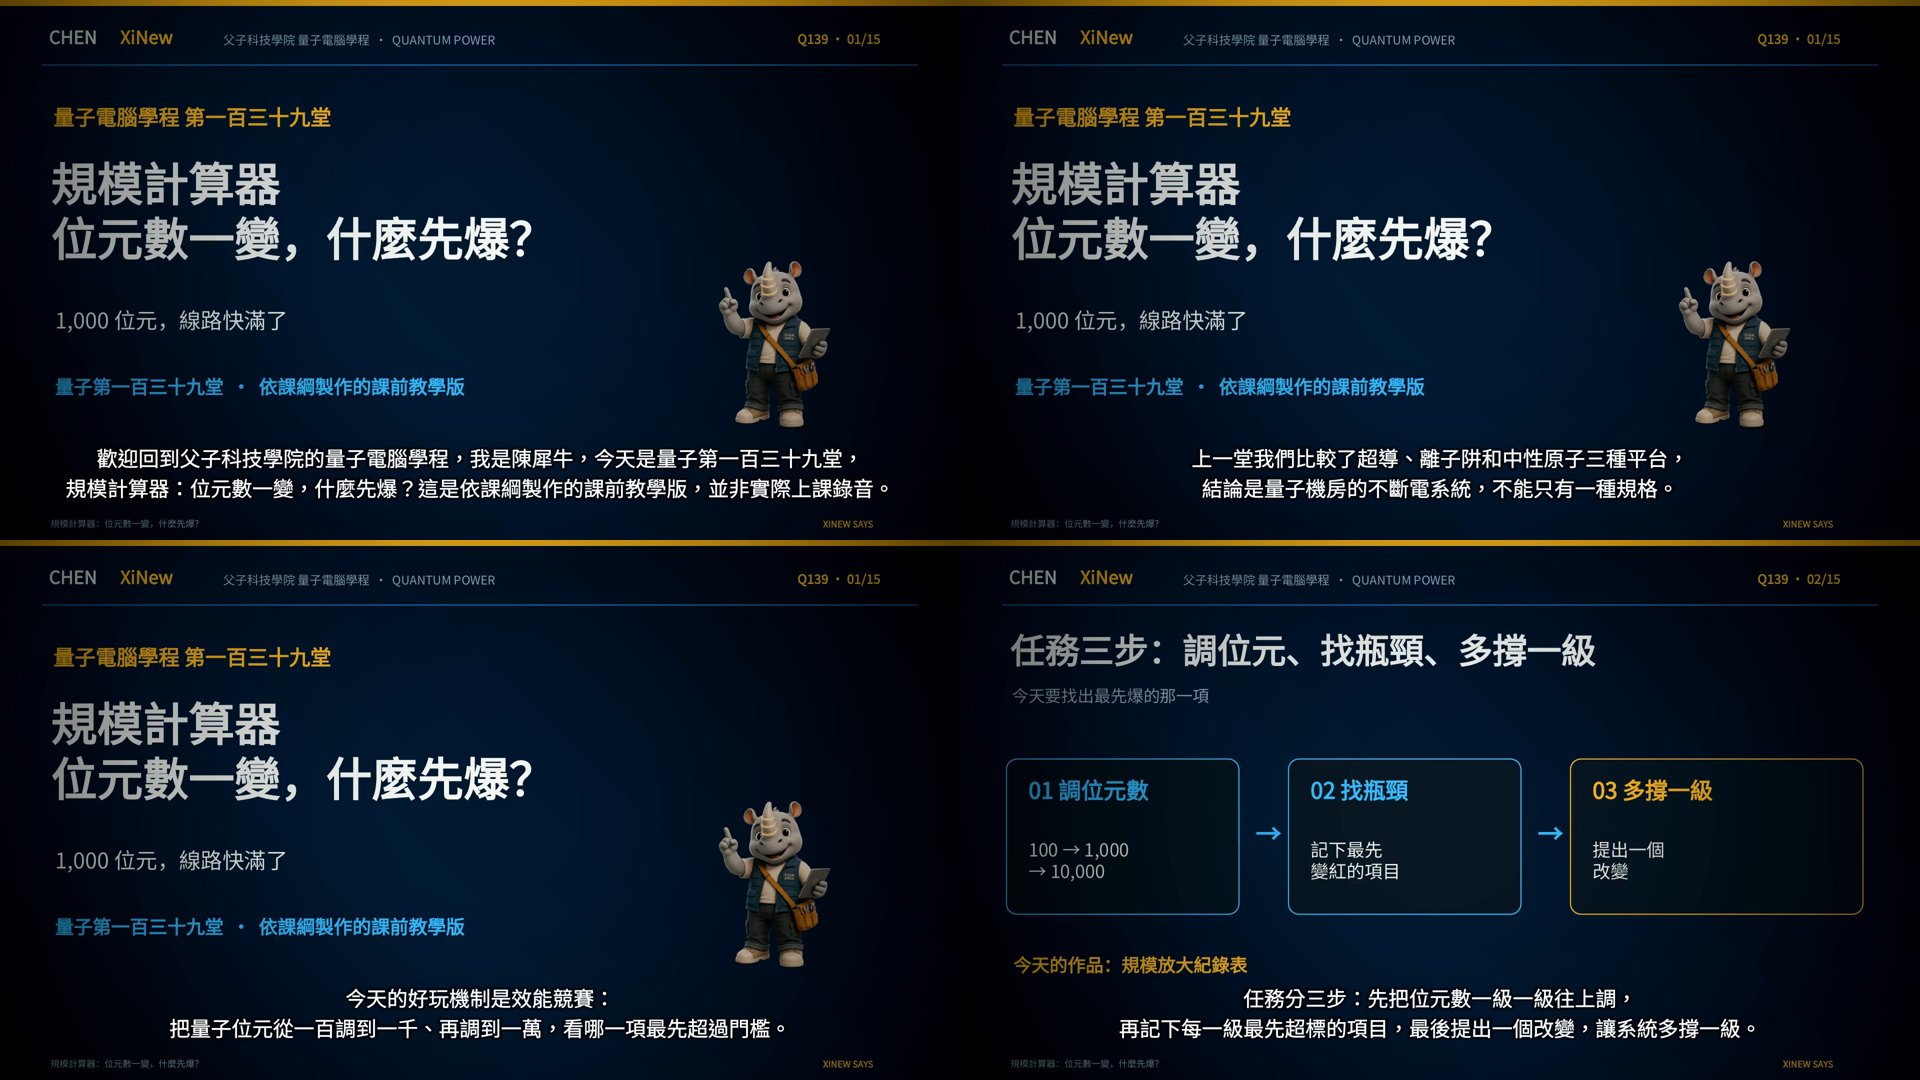 CHEN XiNew 父子科技學院 量子電腦學程 · QUANTUM POWER Q139 · 01/15
量子電腦學程 第一百三十九堂
規模計算器
位元數一變，什麼先爆？
1,000 位元，線路快滿了
量子第一百三十九堂 · 依課綱製作的課前教學版
歡迎回到父子科技學院的量子電腦學程，我是陳犀牛，今天是量子第一百三十九堂，
規模計算器：位元數一變，什麼先爆？這是依課綱製作的課前教學版，並非實際上課錄音。
規模計算器：位元數一變，什麼先爆？ XINEW SAYS
CHEN XiNew 父子科技學院 量子電腦學程 · QUANTUM POWER Q139 · 01/15
量子電腦學程 第一百三十九堂
規模計算器
位元數一變，什麼先爆？
1,000 位元，線路快滿了
量子第一百三十九堂 · 依課綱製作的課前教學版
上一堂我們比較了超導、離子阱和中性原子三種平台，
結論是量子機房的不斷電系統，不能只有一種規格。
規模計算器：位元數一變，什麼先爆？ XINEW SAYS
CHEN XiNew 父子科技學院 量子電腦學程 · QUANTUM POWER Q139 · 01/15
量子電腦學程 第一百三十九堂
規模計算器
位元數一變，什麼先爆？
1,000 位元，線路快滿了
量子第一百三十九堂 · 依課綱製作的課前教學版
今天的好玩機制是效能競賽：
把量子位元從一百調到一千、再調到一萬，看哪一項最先超過門檻。
規模計算器：位元數一變，什麼先爆？ XINEW SAYS
CHEN XiNew 父子科技學院 量子電腦學程 · QUANTUM POWER Q139 · 02/15
任務三步：調位元、找瓶頸、多撐一級
今天要找出最先爆的那一項
01 調位元數
100 → 1,000
→ 10,000
→
02 找瓶頸
記下最先
變紅的項目
→
03 多撐一級
提出一個
改變
今天的作品：規模放大紀錄表
任務分三步：先把位元數一級一級往上調，
再記下每一級最先超標的項目，最後提出一個改變，讓系統多撐一級。
規模計算器：位元數一變，什麼先爆？ XINEW SAYS